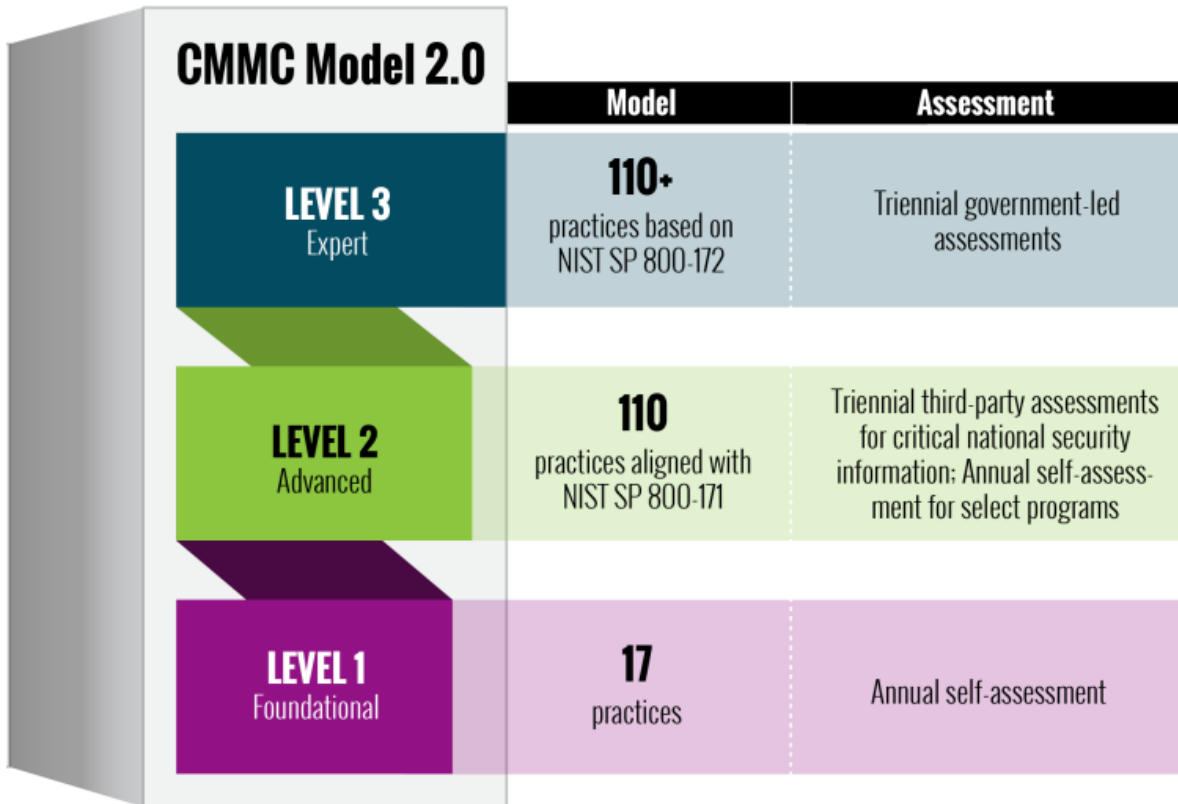 CMMC Model 2.0
Model
Assessment
LEVEL 3
Expert
110+
practices based on
NIST SP 800-172
Triennial government-led
assessments
LEVEL 2
Advanced
110
practices aligned with
NIST SP 800-171
Triennial third-party assessments
for critical national security
information; Annual self-assess-
ment for select programs
LEVEL 1
Foundational
17
practices
Annual self-assessment